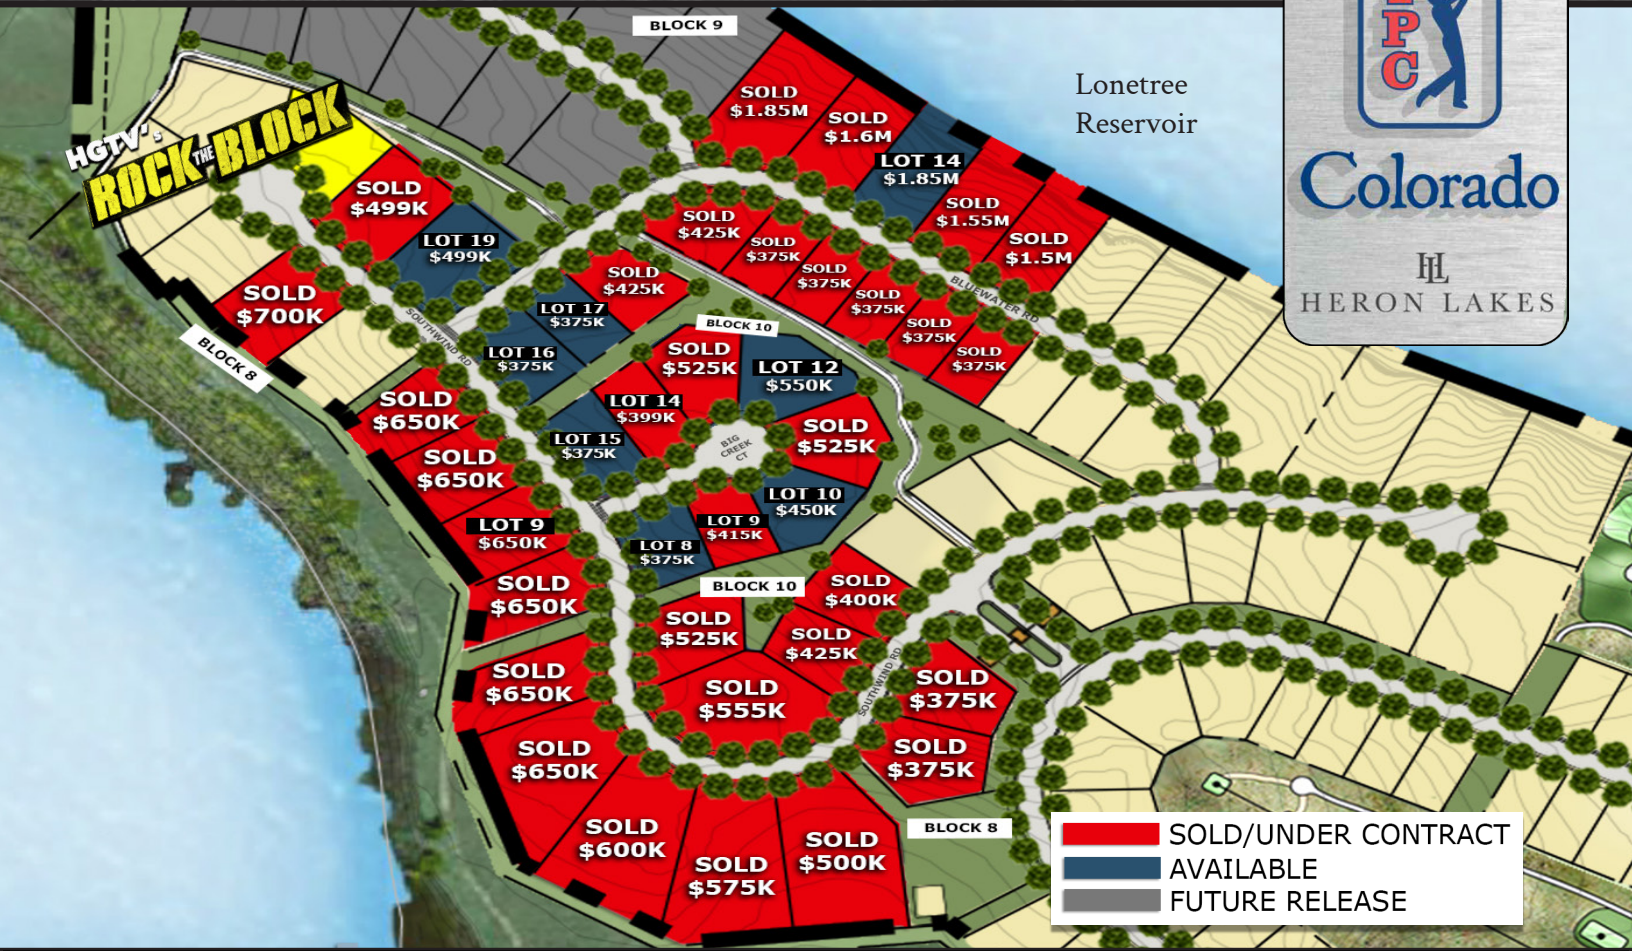 BLOCK 9
PC
Colorado
HL
HERON LAKES
Lonetree
Reservoir
HGTV's
ROCK THE BLOCK
SOLD
$1.85M
SOLD
$1.6M
LOT 14
$1.85M
SOLD
$1.55M
SOLD
$1.5M
SOLD
$499K
LOT 19
$499K
SOLD
$700K
BLOCK 8
SOUTHWIND RD
SOLD
$425K
SOLD
$375K
SOLD
$375K
SOLD
$375K
SOLD
$375K
SOLD
$375K
BLUEWATER RD
SOLD
$425K
LOT 17
$375K
LOT 16
$375K
BLOCK 10
SOLD
$525K
LOT 12
$550K
LOT 14
$399K
LOT 15
$375K
BIG
CREEK
CT
SOLD
$525K
LOT 10
$450K
LOT 9
$415K
LOT 8
$375K
SOLD
$650K
SOLD
$650K
LOT 9
$650K
SOLD
$650K
SOLD
$650K
SOLD
$650K
BLOCK 10
SOLD
$400K
SOLD
$525K
SOLD
$425K
SOLD
$555K
SOUTHWIND RD
SOLD
$375K
SOLD
$375K
SOLD
$600K
SOLD
$575K
SOLD
$500K
BLOCK 8
SOLD/UNDER CONTRACT
AVAILABLE
FUTURE RELEASE